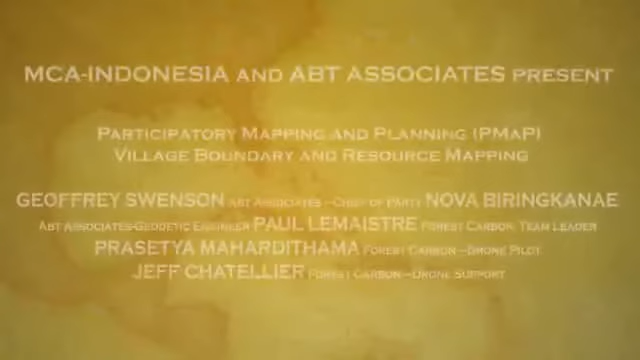 MCA-INDONESIA AND ABT ASSOCIATES PRESENT
PARTICIPATORY MAPPING AND PLANNING (PMAP)
VILLAGE BOUNDARY AND RESOURCE MAPPING
GEOFFREY SWENSON ABT ASSOCIATES –CHIEF OF PARTY NOVA BIRINGKANAE
ABT ASSOCIATES-GEODETIC ENGINEER PAUL LEMAISTRE FOREST CARBON TEAM LEADER
PRASETYA MAHARDITHAMA FOREST CARBON –DRONE PILOT
JEFF CHATELLIER FOREST CARBON –DRONE SUPPORT